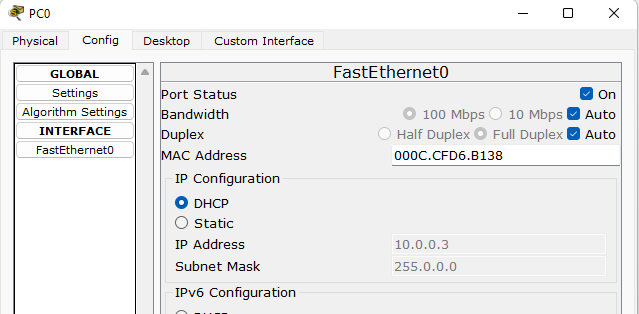 PC0
Physical Config Desktop Custom Interface
GLOBAL
Settings
Algorithm Settings
INTERFACE
FastEthernet0
FastEthernet0
Port Status On
Bandwidth 100 Mbps 10 Mbps Auto
Duplex Half Duplex Full Duplex Auto
MAC Address 000C.CFD6.B138
IP Configuration
DHCP
Static
IP Address 10.0.0.3
Subnet Mask 255.0.0.0
IPv6 Configuration